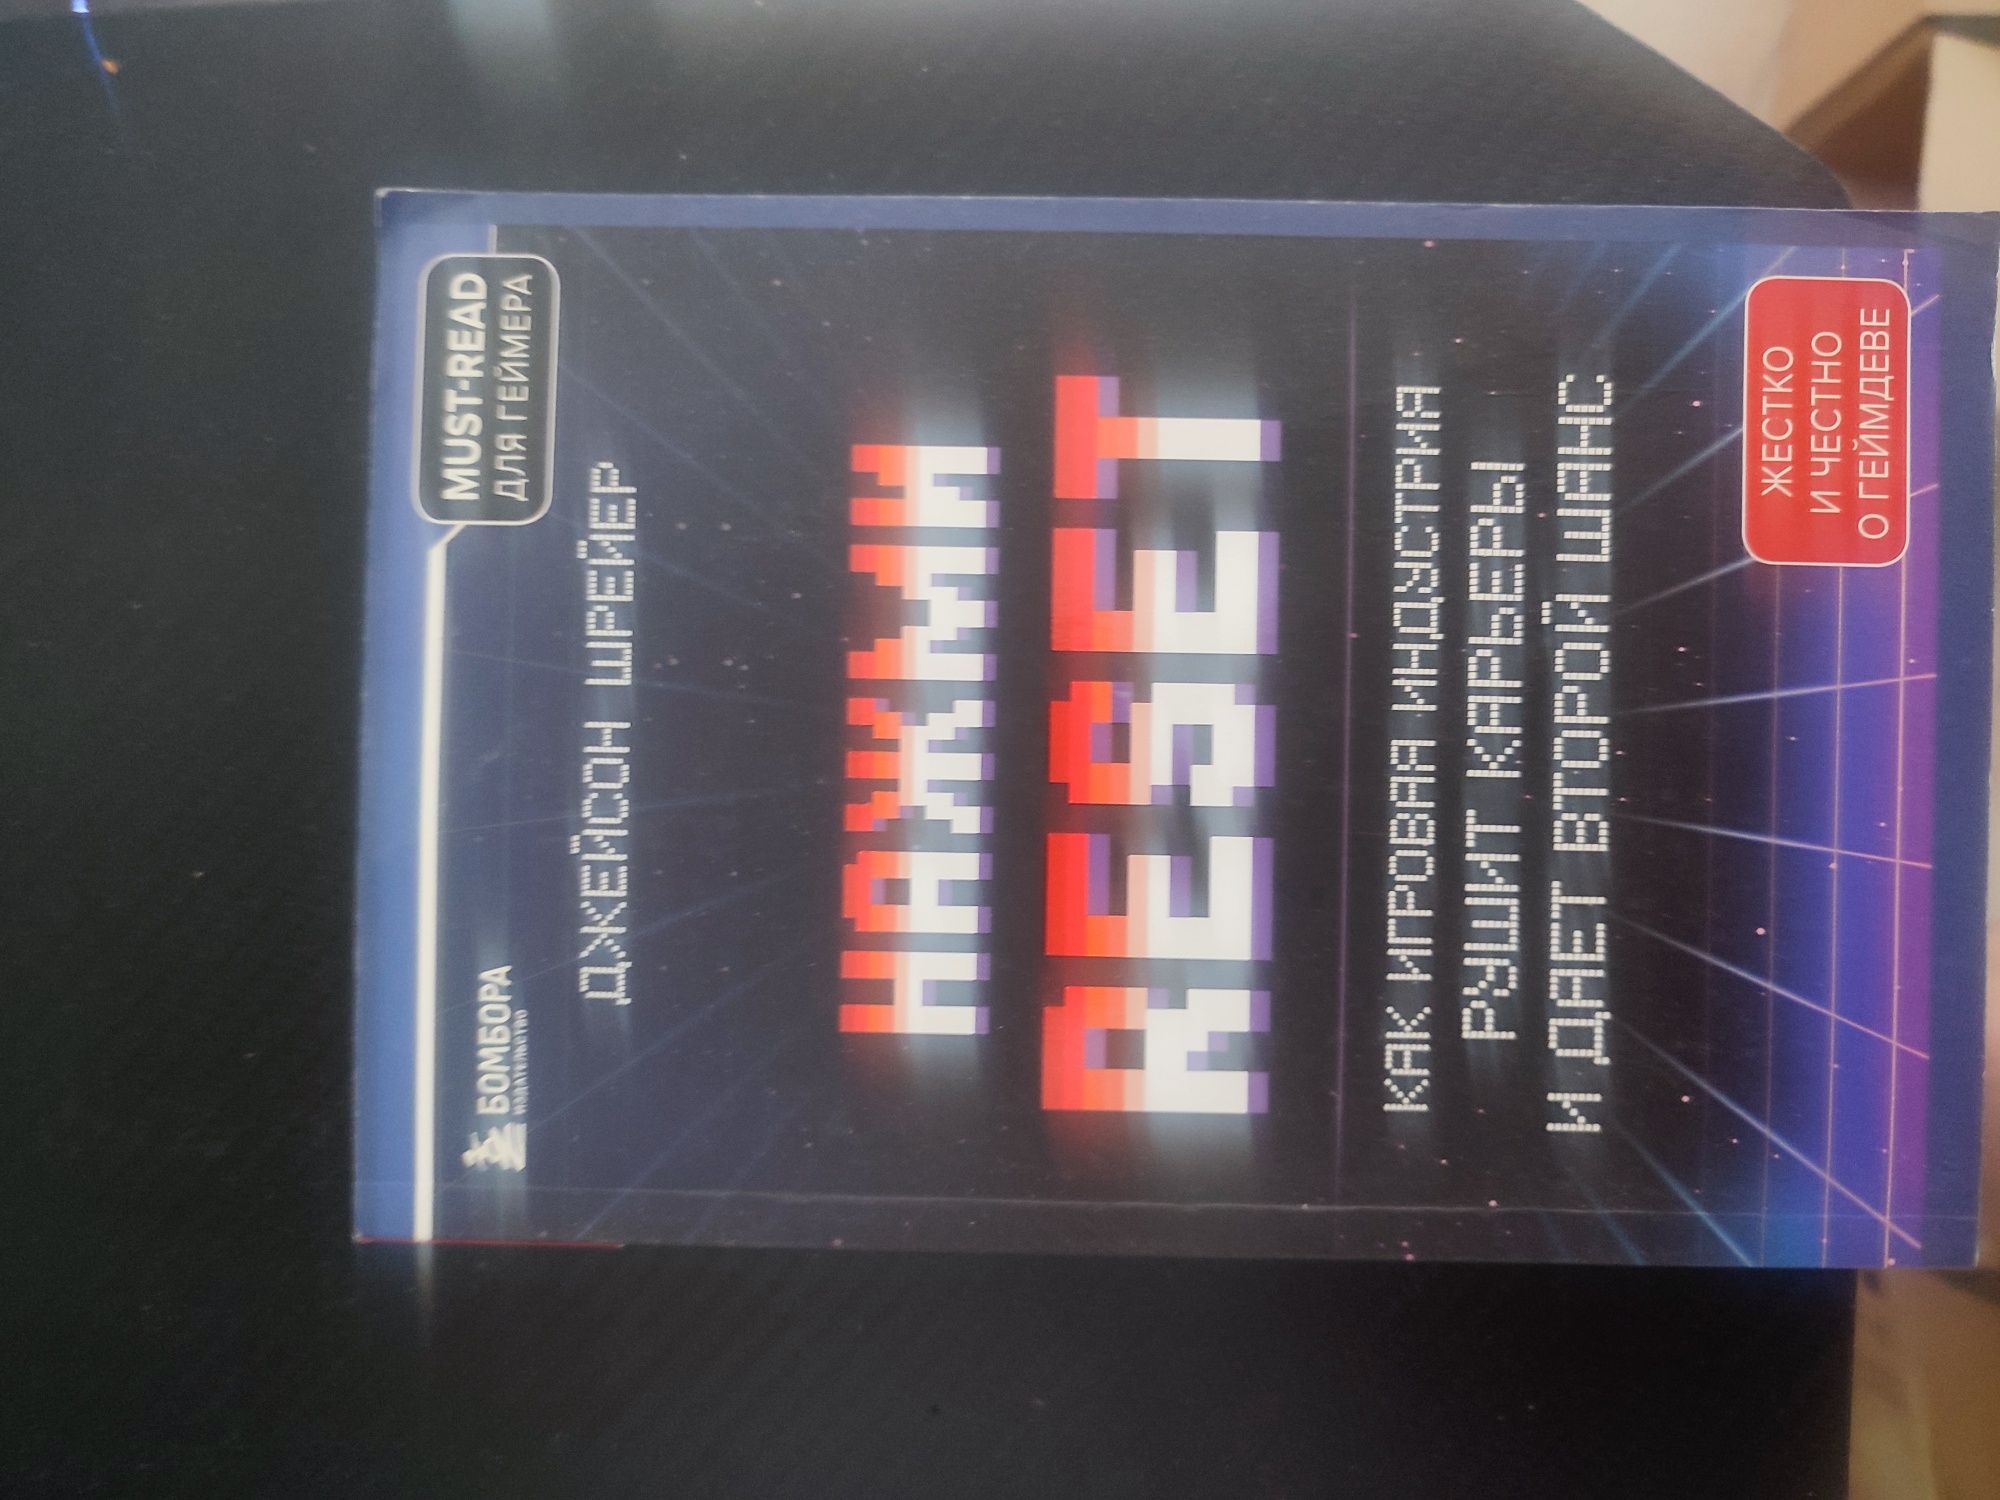 MUST-READ
ДЛЯ ГЕЙМЕРА
БОМБОРА
ИЗДАТЕЛЬСТВО
ДЖЕЙСОН ШРЕЙЕР
НАЖМИ
RESET
КАК ИГРОВАЯ ИНДУСТРИЯ
РУШИТ КАРЬЕРЫ
И ДАЕТ ВТОРОЙ ШАНС
ЖЕСТКО
И ЧЕСТНО
О ГЕЙМДЕВЕ